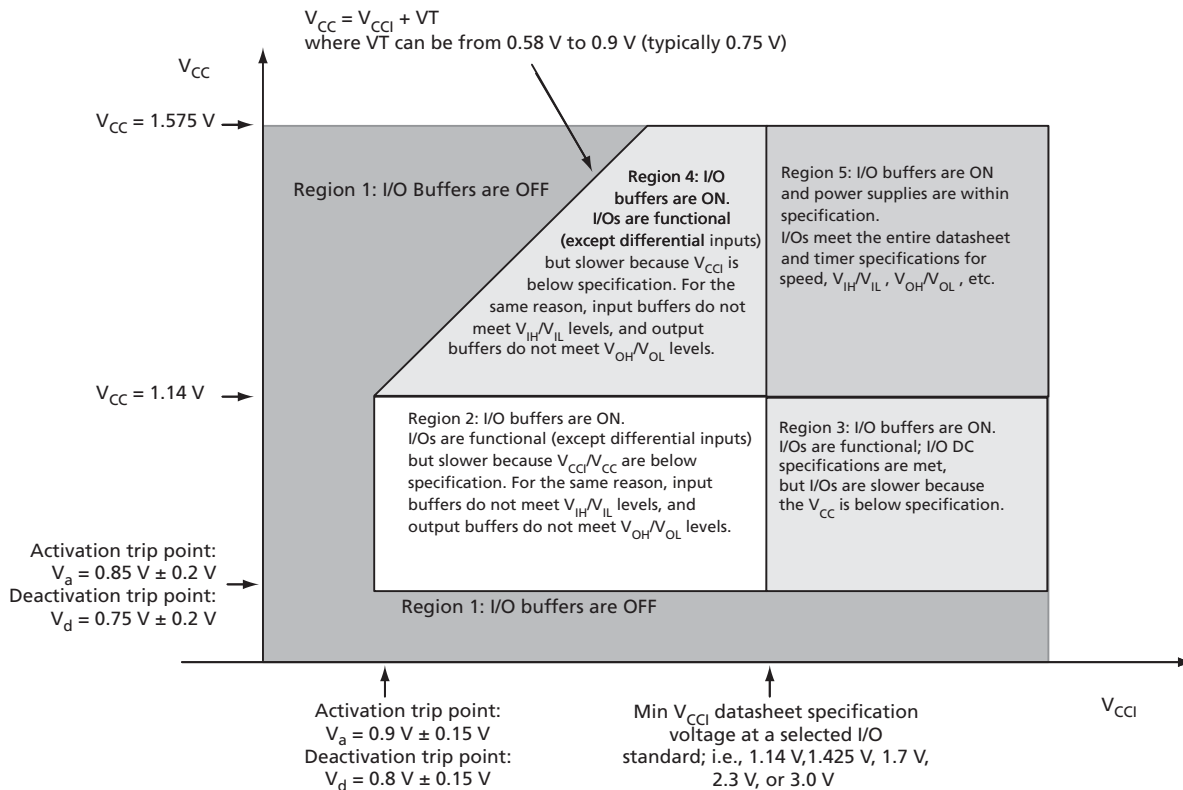 V_CC = V_CCI + VT
where VT can be from 0.58 V to 0.9 V (typically 0.75 V)
V_CC
V_CC = 1.575 V
Region 1: I/O Buffers are OFF
Region 4: I/O
buffers are ON.
I/Os are functional
(except differential inputs)
but slower because V_CCI is
below specification. For the
same reason, input buffers do not
meet V_IH/V_IL levels, and output
buffers do not meet V_OH/V_OL levels.
Region 5: I/O buffers are ON
and power supplies are within
specification.
I/Os meet the entire datasheet
and timer specifications for
speed, V_IH/V_IL , V_OH/V_OL , etc.
V_CC = 1.14 V
Region 2: I/O buffers are ON.
I/Os are functional (except differential inputs)
but slower because V_CCI/V_CC are below
specification. For the same reason, input
buffers do not meet V_IH/V_IL levels, and
output buffers do not meet V_OH/V_OL levels.
Region 3: I/O buffers are ON.
I/Os are functional; I/O DC
specifications are met,
but I/Os are slower because
the V_CC is below specification.
Activation trip point:
V_a = 0.85 V ± 0.2 V
Deactivation trip point:
V_d = 0.75 V ± 0.2 V
Region 1: I/O buffers are OFF
Activation trip point:
V_a = 0.9 V ± 0.15 V
Deactivation trip point:
V_d = 0.8 V ± 0.15 V
Min V_CCI datasheet specification
voltage at a selected I/O
standard; i.e., 1.14 V,1.425 V, 1.7 V,
2.3 V, or 3.0 V
V_CCI